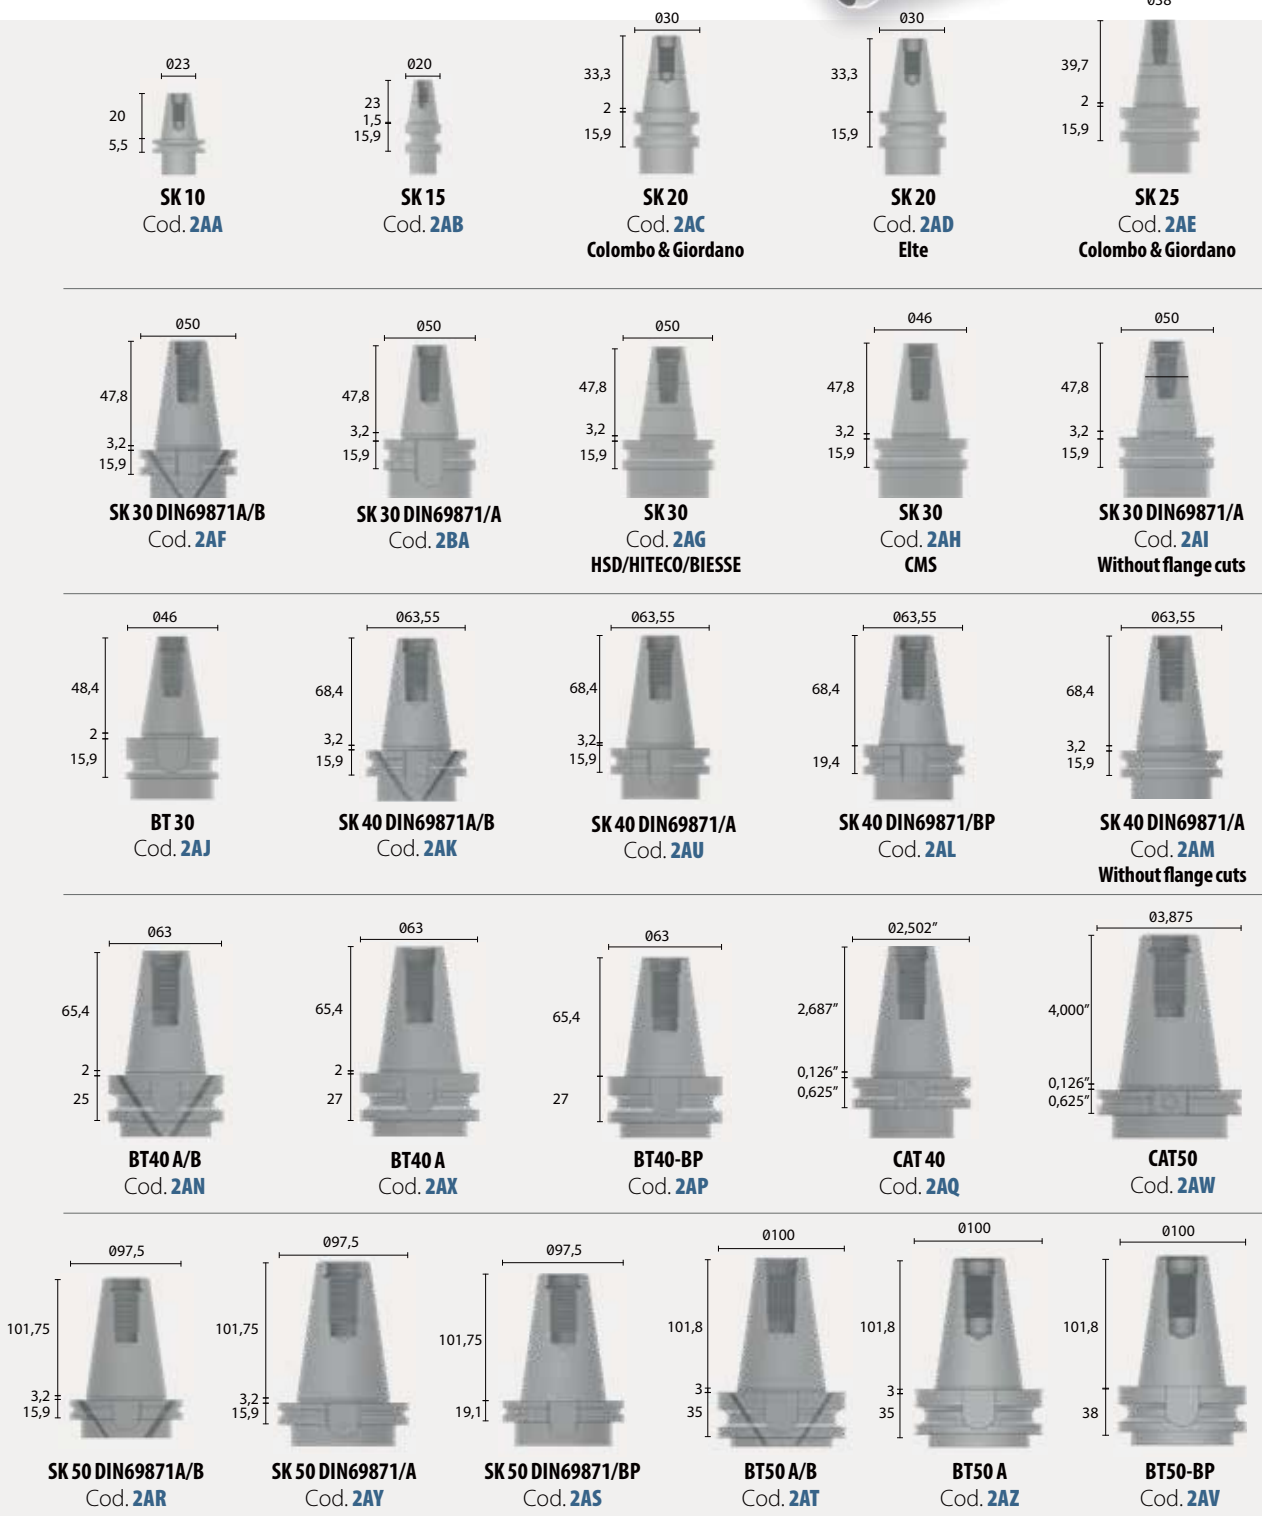 Ø23
20
5,5
SK 10
Cod. 2AA
Ø20
23
1,5
15,9
SK 15
Cod. 2AB
Ø30
33,3
2
15,9
SK 20
Cod. 2AC
Colombo & Giordano
Ø30
33,3
15,9
SK 20
Cod. 2AD
Elte
Ø38
39,7
2
15,9
SK 25
Cod. 2AE
Colombo & Giordano
Ø50
47,8
3,2
15,9
SK 30 DIN69871A/B
Cod. 2AF
Ø50
47,8
3,2
15,9
SK 30 DIN69871/A
Cod. 2BA
Ø50
47,8
3,2
15,9
SK 30
Cod. 2AG
HSD/HITECO/BIESSE
Ø46
47,8
3,2
15,9
SK 30
Cod. 2AH
CMS
Ø50
47,8
3,2
15,9
SK 30 DIN69871/A
Cod. 2AI
Without flange cuts
Ø46
48,4
2
15,9
BT 30
Cod. 2AJ
Ø63,55
68,4
3,2
15,9
SK 40 DIN69871A/B
Cod. 2AK
Ø63,55
68,4
3,2
15,9
SK 40 DIN69871/A
Cod. 2AU
Ø63,55
68,4
19,4
SK 40 DIN69871/BP
Cod. 2AL
Ø63,55
68,4
3,2
15,9
SK 40 DIN69871/A
Cod. 2AM
Without flange cuts
Ø63
65,4
2
25
BT40 A/B
Cod. 2AN
Ø63
65,4
2
27
BT40 A
Cod. 2AX
Ø63
65,4
27
BT40-BP
Cod. 2AP
Ø2,502”
2,687”
0,126”
0,625”
CAT 40
Cod. 2AQ
Ø3,875
4,000”
0,126”
0,625”
CAT50
Cod. 2AW
Ø97,5
101,75
3,2
15,9
SK 50 DIN69871A/B
Cod. 2AR
Ø97,5
101,75
3,2
15,9
SK 50 DIN69871/A
Cod. 2AY
Ø97,5
101,75
19,1
SK 50 DIN69871/BP
Cod. 2AS
Ø100
101,8
3
35
BT50 A/B
Cod. 2AT
Ø100
101,8
3
35
BT50 A
Cod. 2AZ
Ø100
101,8
38
BT50-BP
Cod. 2AV